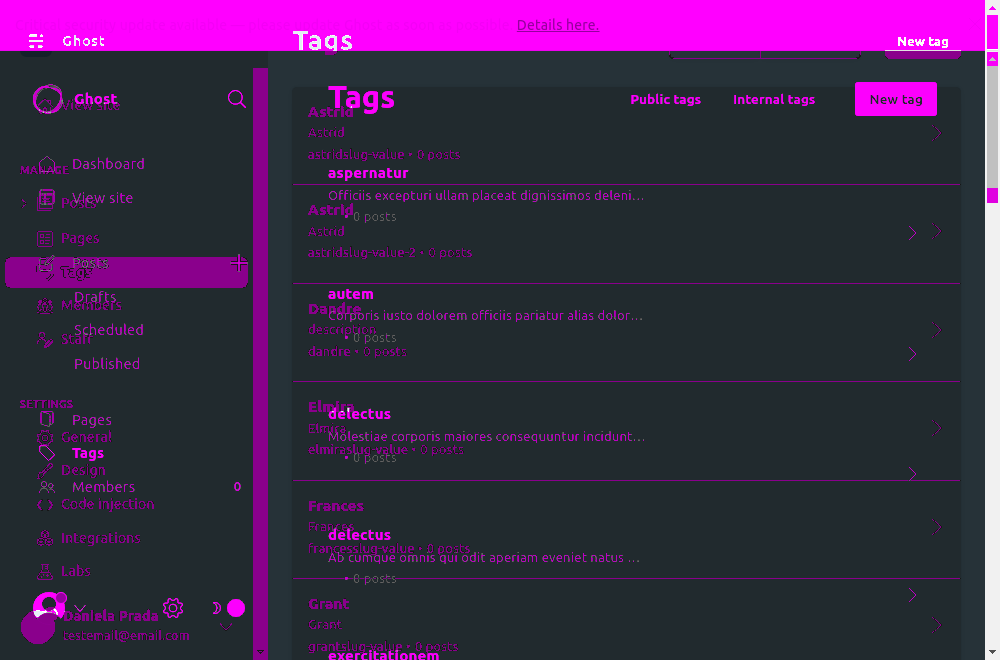 Details here.
Ghost
Tags
New tag
Ghost
View site
Tags
Public tags
Internal tags
New tag
Astrid
Astrid
astridslug-value • 0 posts
Dashboard
MANAGE
aspernatur
View site
Posts
Officiis excepturi ullam placeat dignissimos deleni...
Astrid
• 0 posts
Astrid
Pages
astridslug-value-2 • 0 posts
Posts
Tags
autem
Drafts
Members
Dandre
Corporis iusto dolorem officiis pariatur alias dolor...
description
Scheduled
Staff
• 0 posts
dandre • 0 posts
Published
SETTINGS
Elmira
delectus
Pages
Elmira
General
Molestiae corporis maiores consequuntur incidunt...
elmiraslug-value • 0 posts
Tags
• 0 posts
Design
Members
0
Code injection
Frances
Frances
delectus
Integrations
francesslug-value • 0 posts
Ab cumque omnis qui odit aperiam eveniet natus ...
Labs
• 0 posts
Grant
Daniela Prada
Grant
testemail@email.com
grantslug-value • 0 posts
exercitationem